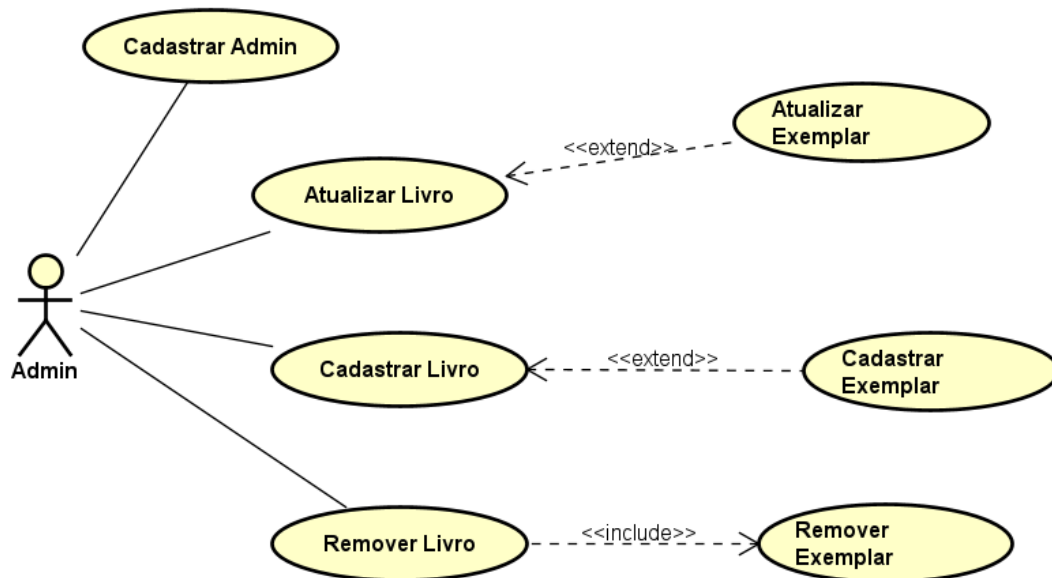 Cadastrar Admin
Atualizar
Exemplar
<<extend>>
Atualizar Livro
Admin
Cadastrar Livro
<<extend>>
Cadastrar
Exemplar
Remover Livro
<<include>>
Remover
Exemplar